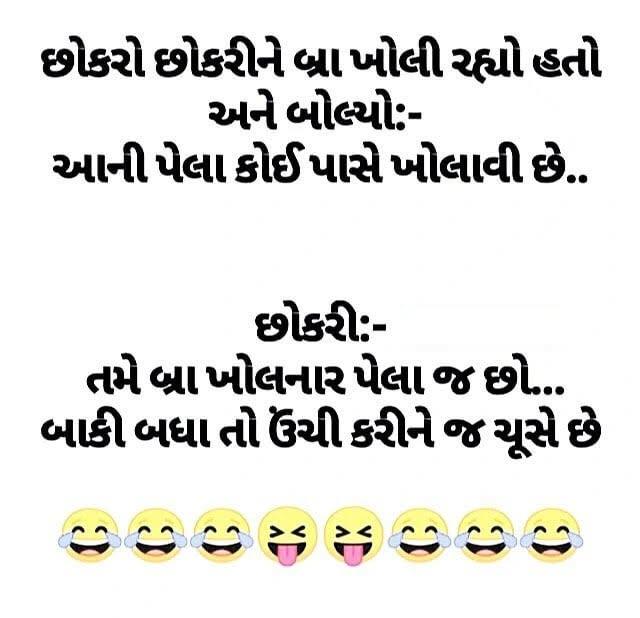 છોકરો છોકરીને બ્રા ખોલી રહ્યો હતો
અને બોલ્યો:-
આની પેલા કોઈ પાસે ખોલાવી છે..
છોકરી:-
તમે બ્રા ખોલનાર પેલા જ છો...
બાકી બધા તો ઉંચી કરીને જ ચૂસે છે
😂😂😂😝😝😂😂😂